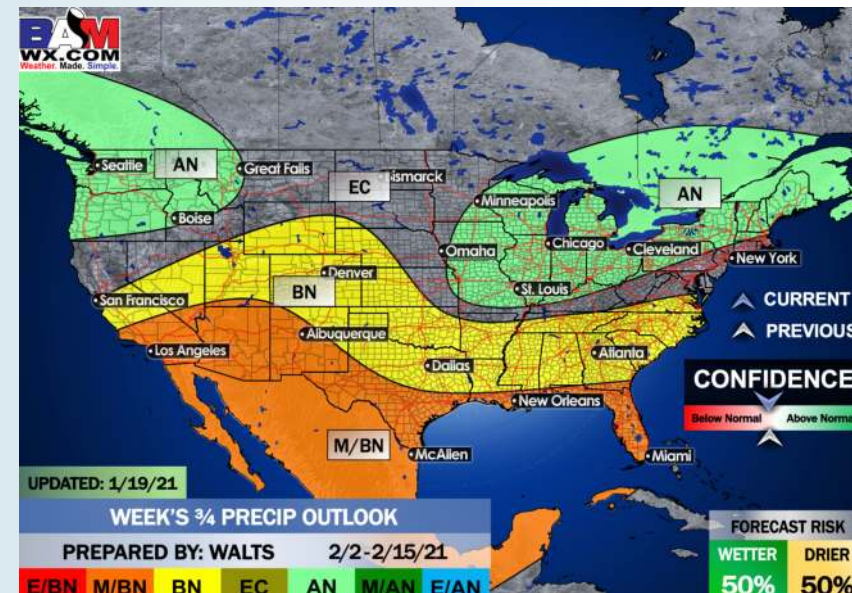 BAM
WX.COM
Weather. Made. Simple.
Seattle
AN
Great Falls
Bismarck
EC
Boise
Minneapolis
AN
Omaha
Chicago
Cleveland
New York
Denver
St. Louis
San Francisco
BN
CURRENT
Albuquerque
PREVIOUS
Los Angeles
Dallas
Atlanta
CONFIDENCE
Below Normal
Above Norma
New Orleans
M/BN
McAllen
Miami
UPDATED: 1/19/21
WEEK'S ¾ PRECIP OUTLOOK
PREPARED BY: WALTS 2/2-2/15/21
E/BN M/BN BN EC AN M/AN E/AN
FORECAST RISK
WETTER DRIER
50% 50%